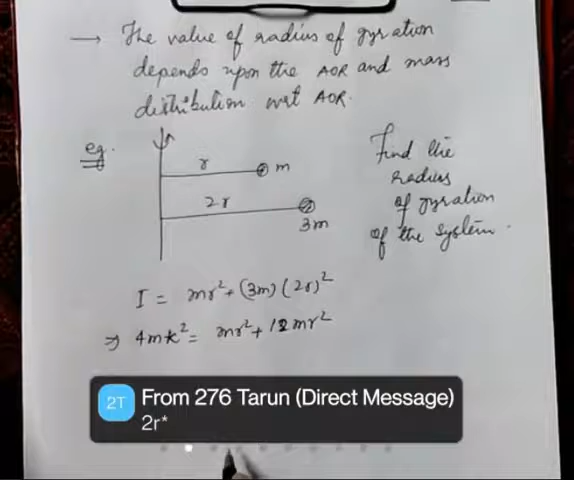 → The value of radius of gyration
depends upon the AOR and mass
distribution wrt AOR.
eg.
r
m
2r
3m
Find the
radius
of gyration
of the system.
I = mr² + (3m) (2r)²
⇒ 4mk² = mr² + 12mr²
2T
From 276 Tarun (Direct Message)
2r*